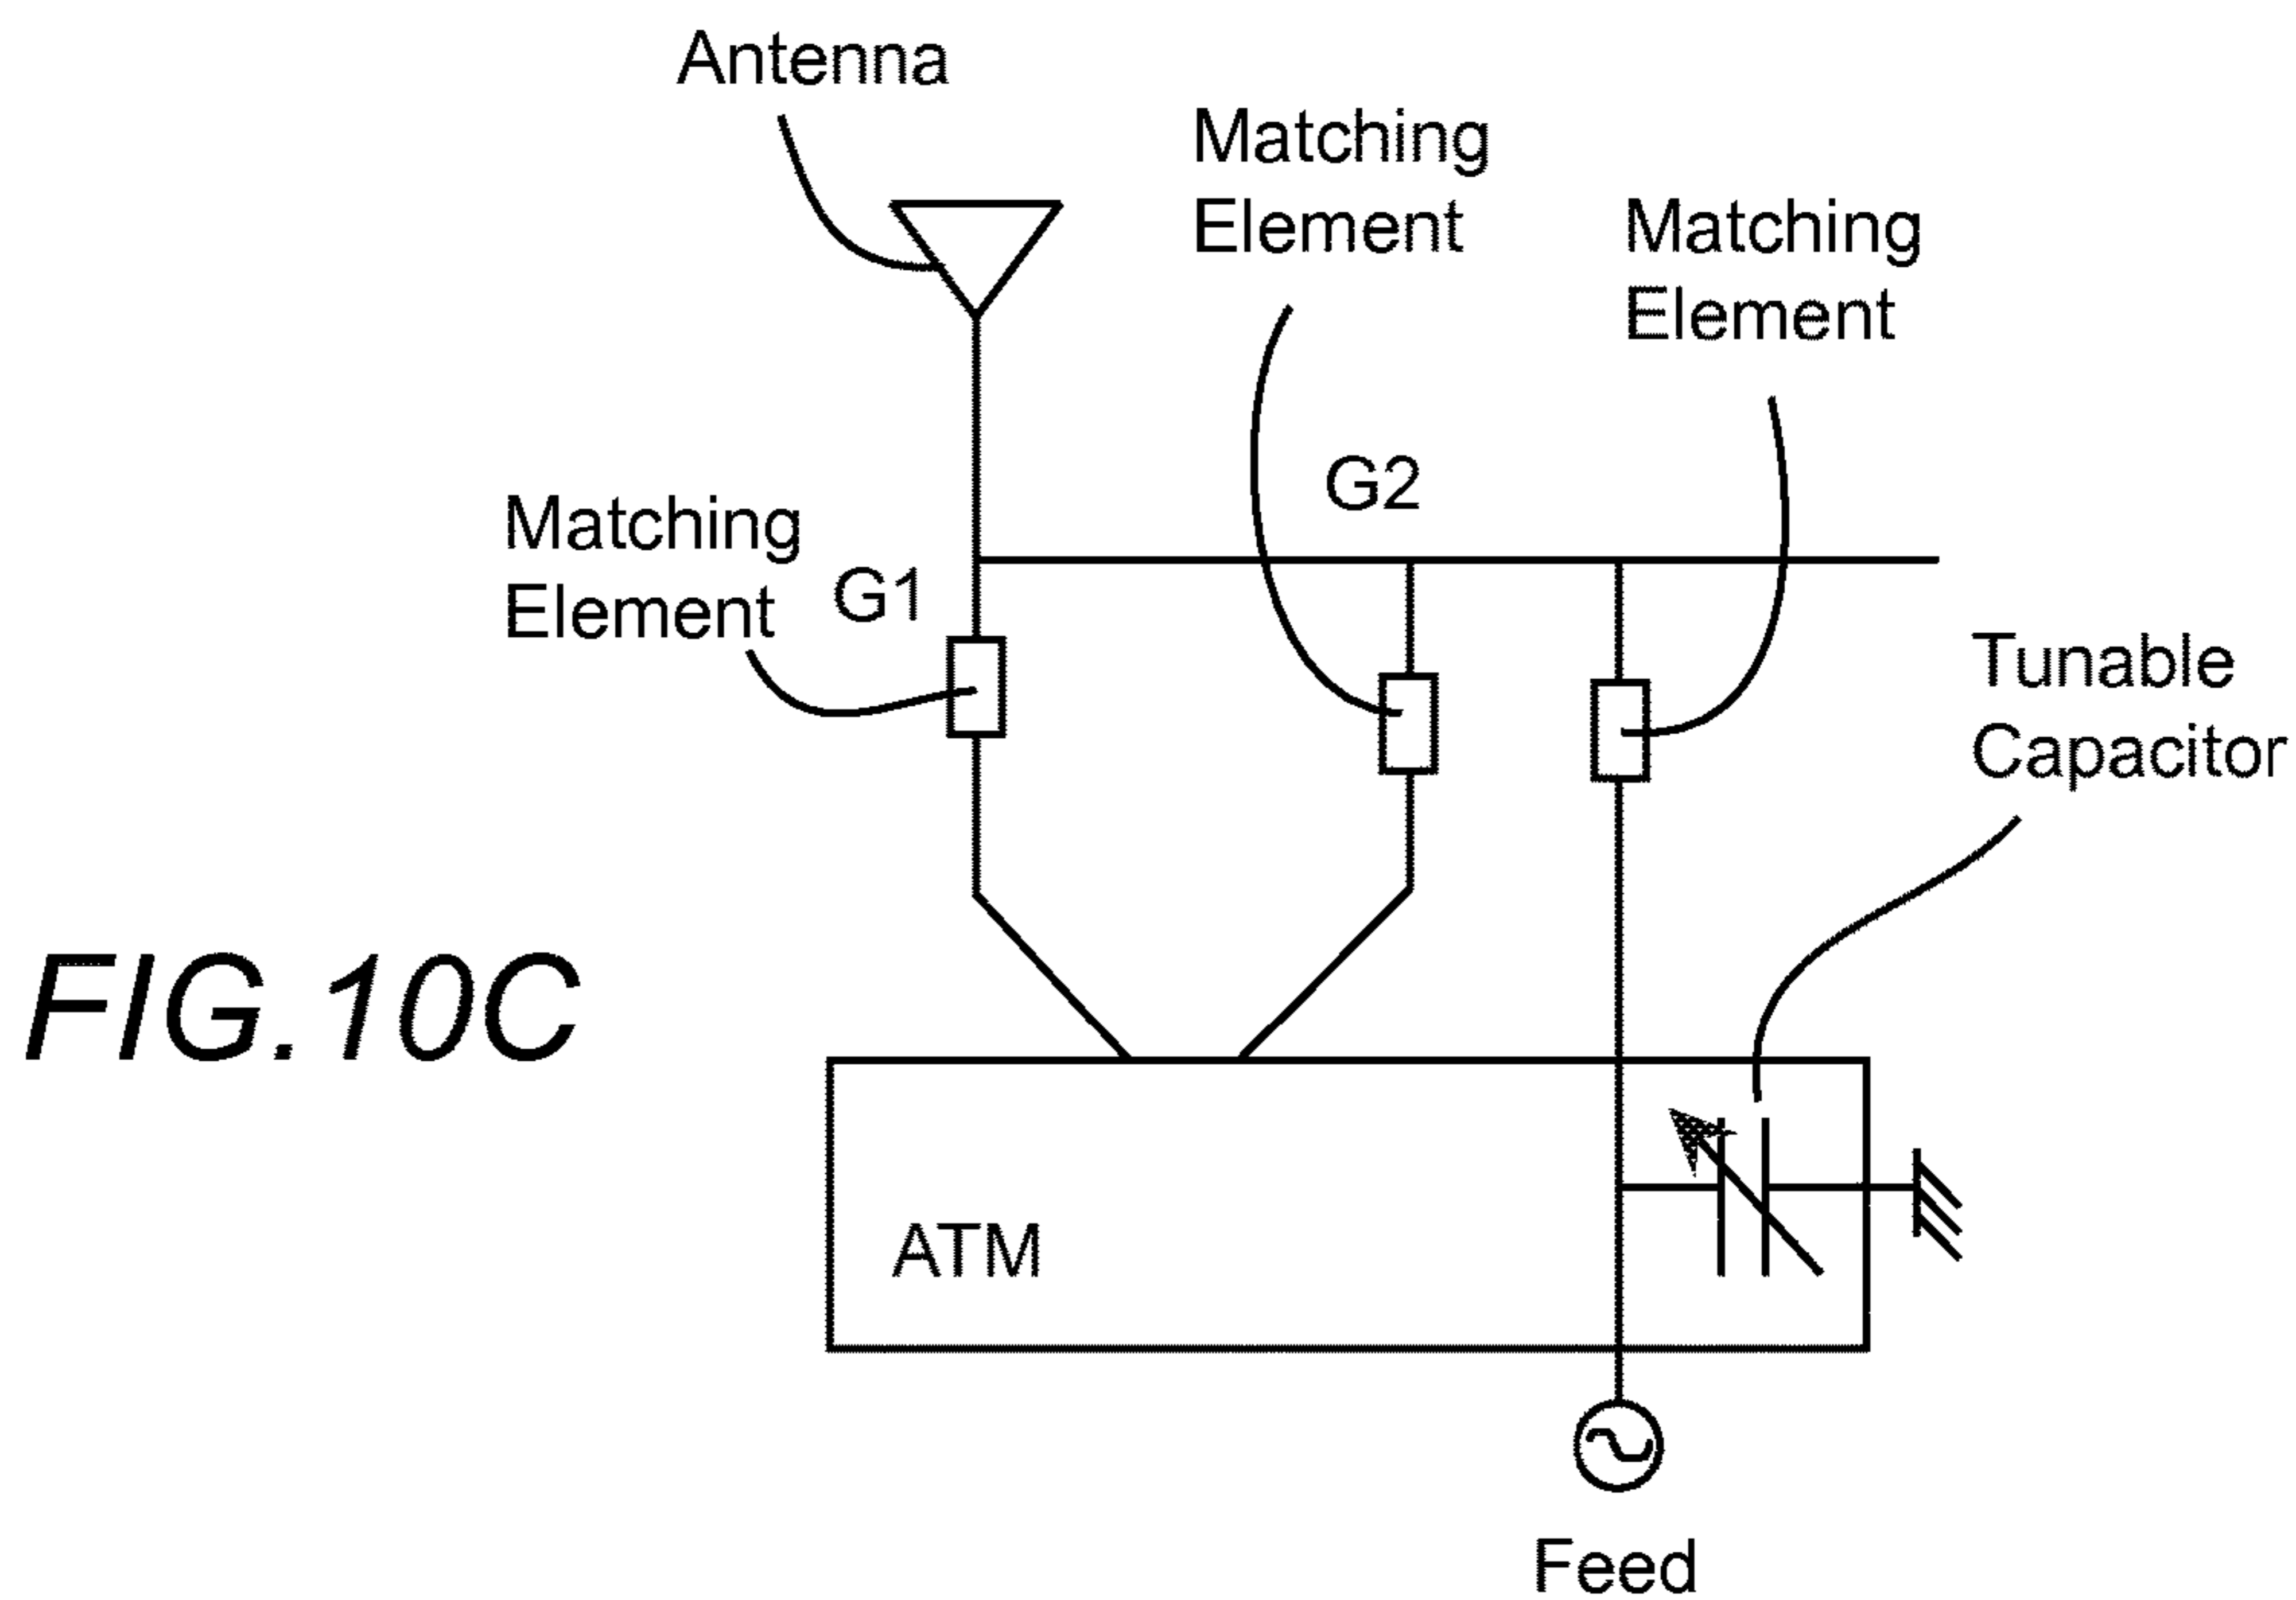 Antenna
Matching
Element
Matching
Element
G2
Matching
Element
G1
Tunable
Capacitor
FIG.10C
ATM
Feed